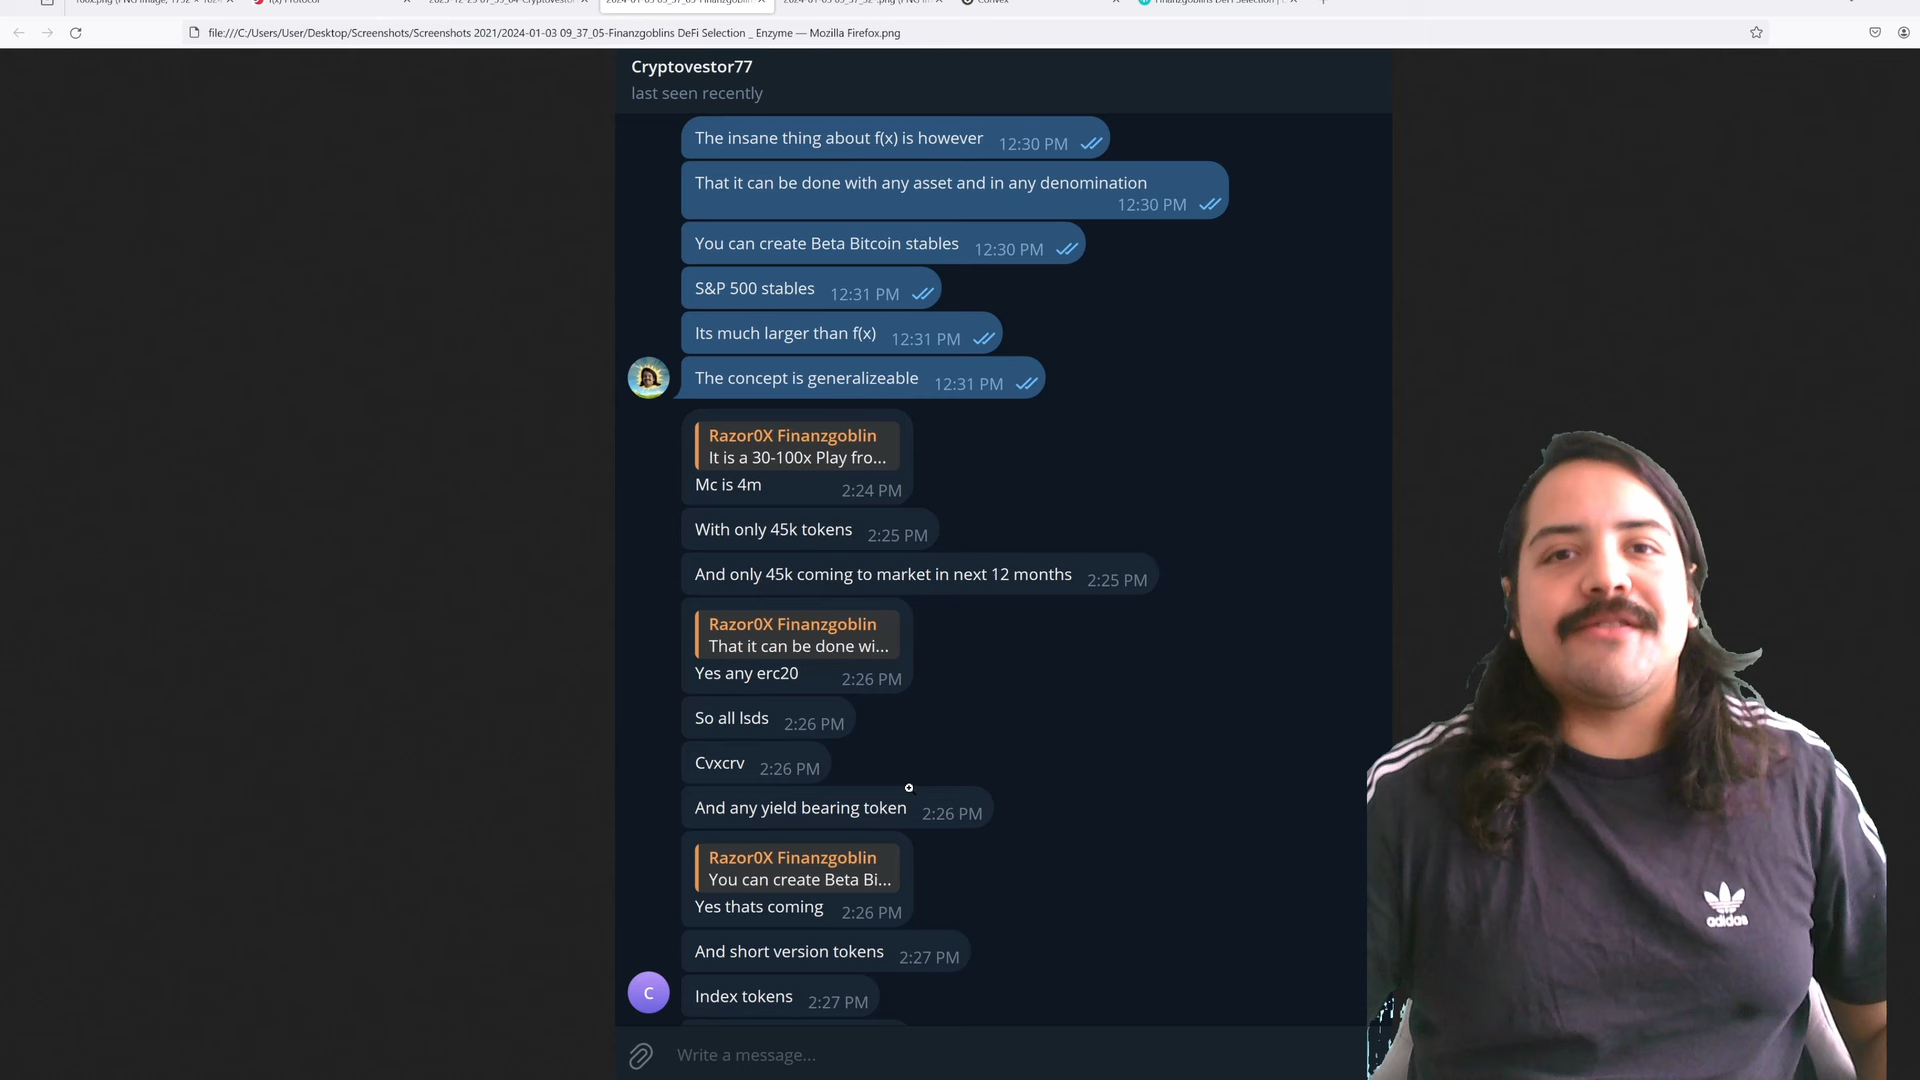 f(x) Protocol
Convex
Finanzgoblins DeFi Selection |
file:///C:/Users/User/Desktop/Screenshots/Screenshots 2021/2024-01-03 09_37_05-Finanzgoblins DeFi Selection _ Enzyme — Mozilla Firefox.png
Cryptovestor77
last seen recently
The insane thing about f(x) is however 12:30 PM
That it can be done with any asset and in any denomination
12:30 PM
You can create Beta Bitcoin stables 12:30 PM
S&P 500 stables 12:31 PM
Its much larger than f(x) 12:31 PM
The concept is generalizeable 12:31 PM
Razor0X Finanzgoblin
It is a 30-100x Play fro...
Mc is 4m 2:24 PM
With only 45k tokens 2:25 PM
And only 45k coming to market in next 12 months 2:25 PM
Razor0X Finanzgoblin
That it can be done wi...
Yes any erc20 2:26 PM
So all lsds 2:26 PM
Cvxcrv 2:26 PM
And any yield bearing token 2:26 PM
Razor0X Finanzgoblin
You can create Beta Bi...
Yes thats coming 2:26 PM
And short version tokens 2:27 PM
C
Index tokens 2:27 PM
Write a message...
adidas